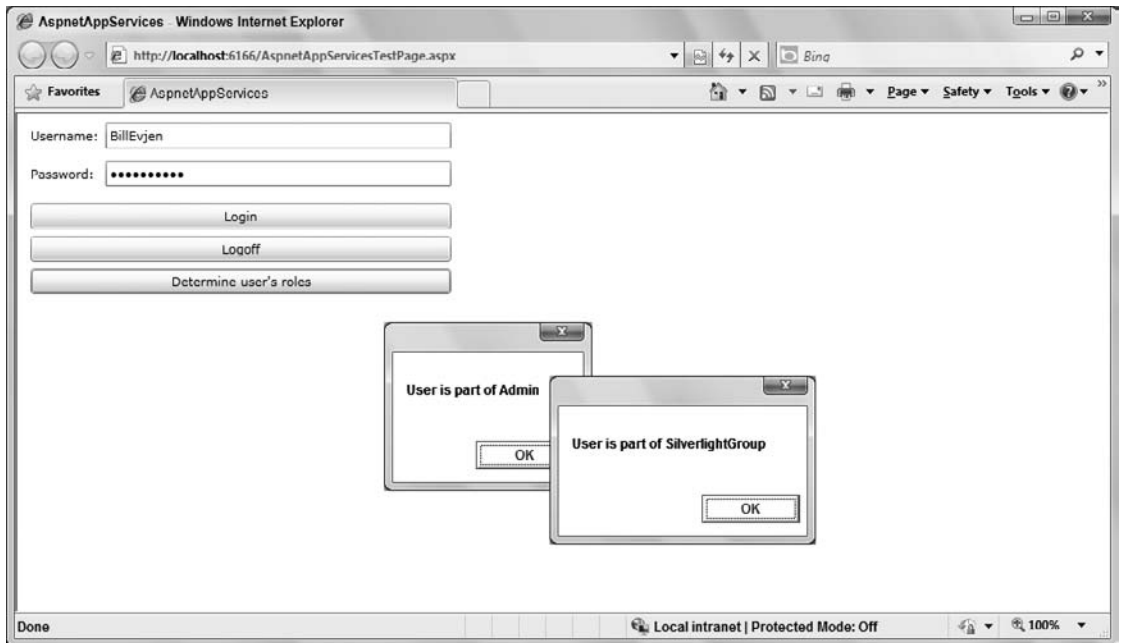 AspnetAppServices - Windows Internet Explorer
http://localhost:6166/AspnetAppServicesTestPage.aspx
Bing
Favorites
AspnetAppServices
Page
Safety
Tools
Username: BillEvjen
Password: ••••••••••
Login
Logoff
Determine user's roles
User is part of Admin
OK
User is part of SilverlightGroup
OK
Done
Local intranet | Protected Mode: Off
100%